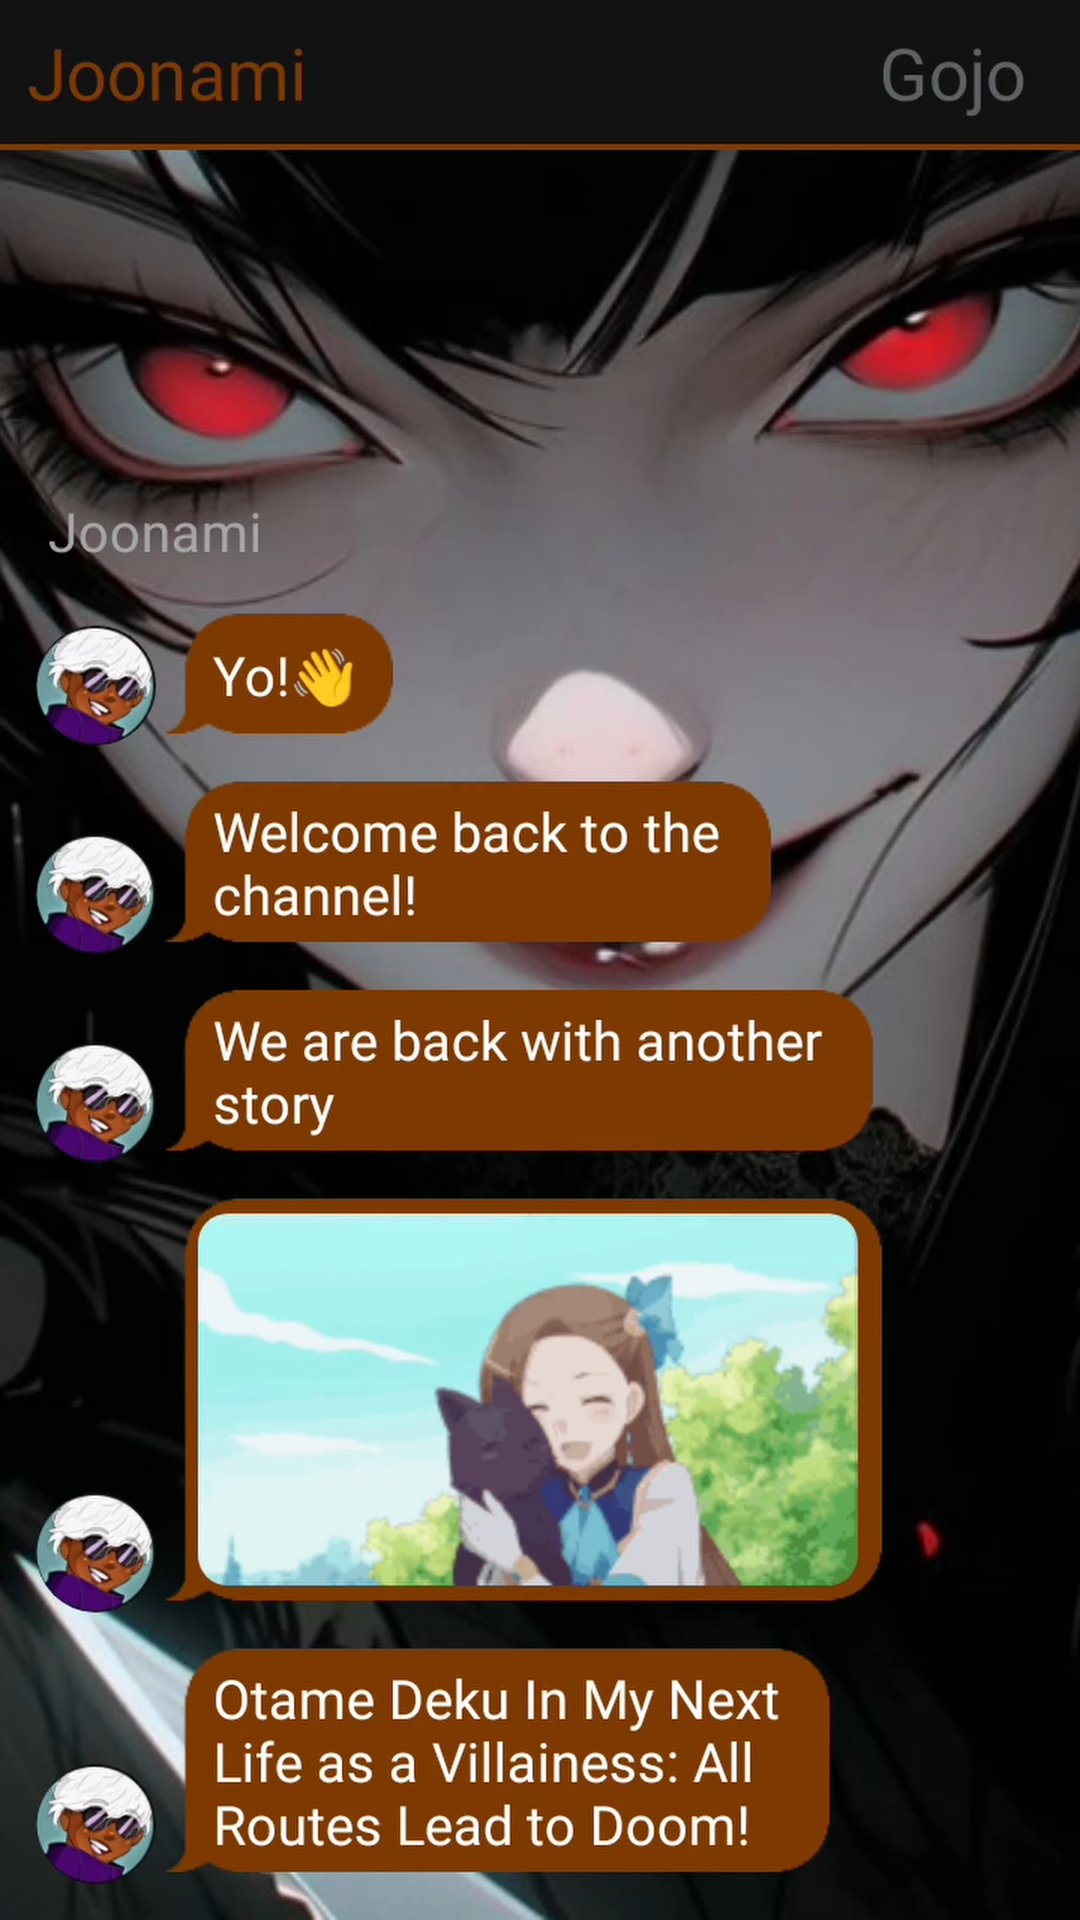 Joonami
Gojo
Joonami
Yo!👋
Welcome back to the
channel!
We are back with another
story
Otame Deku In My Next
Life as a Villainess: All
Routes Lead to Doom!